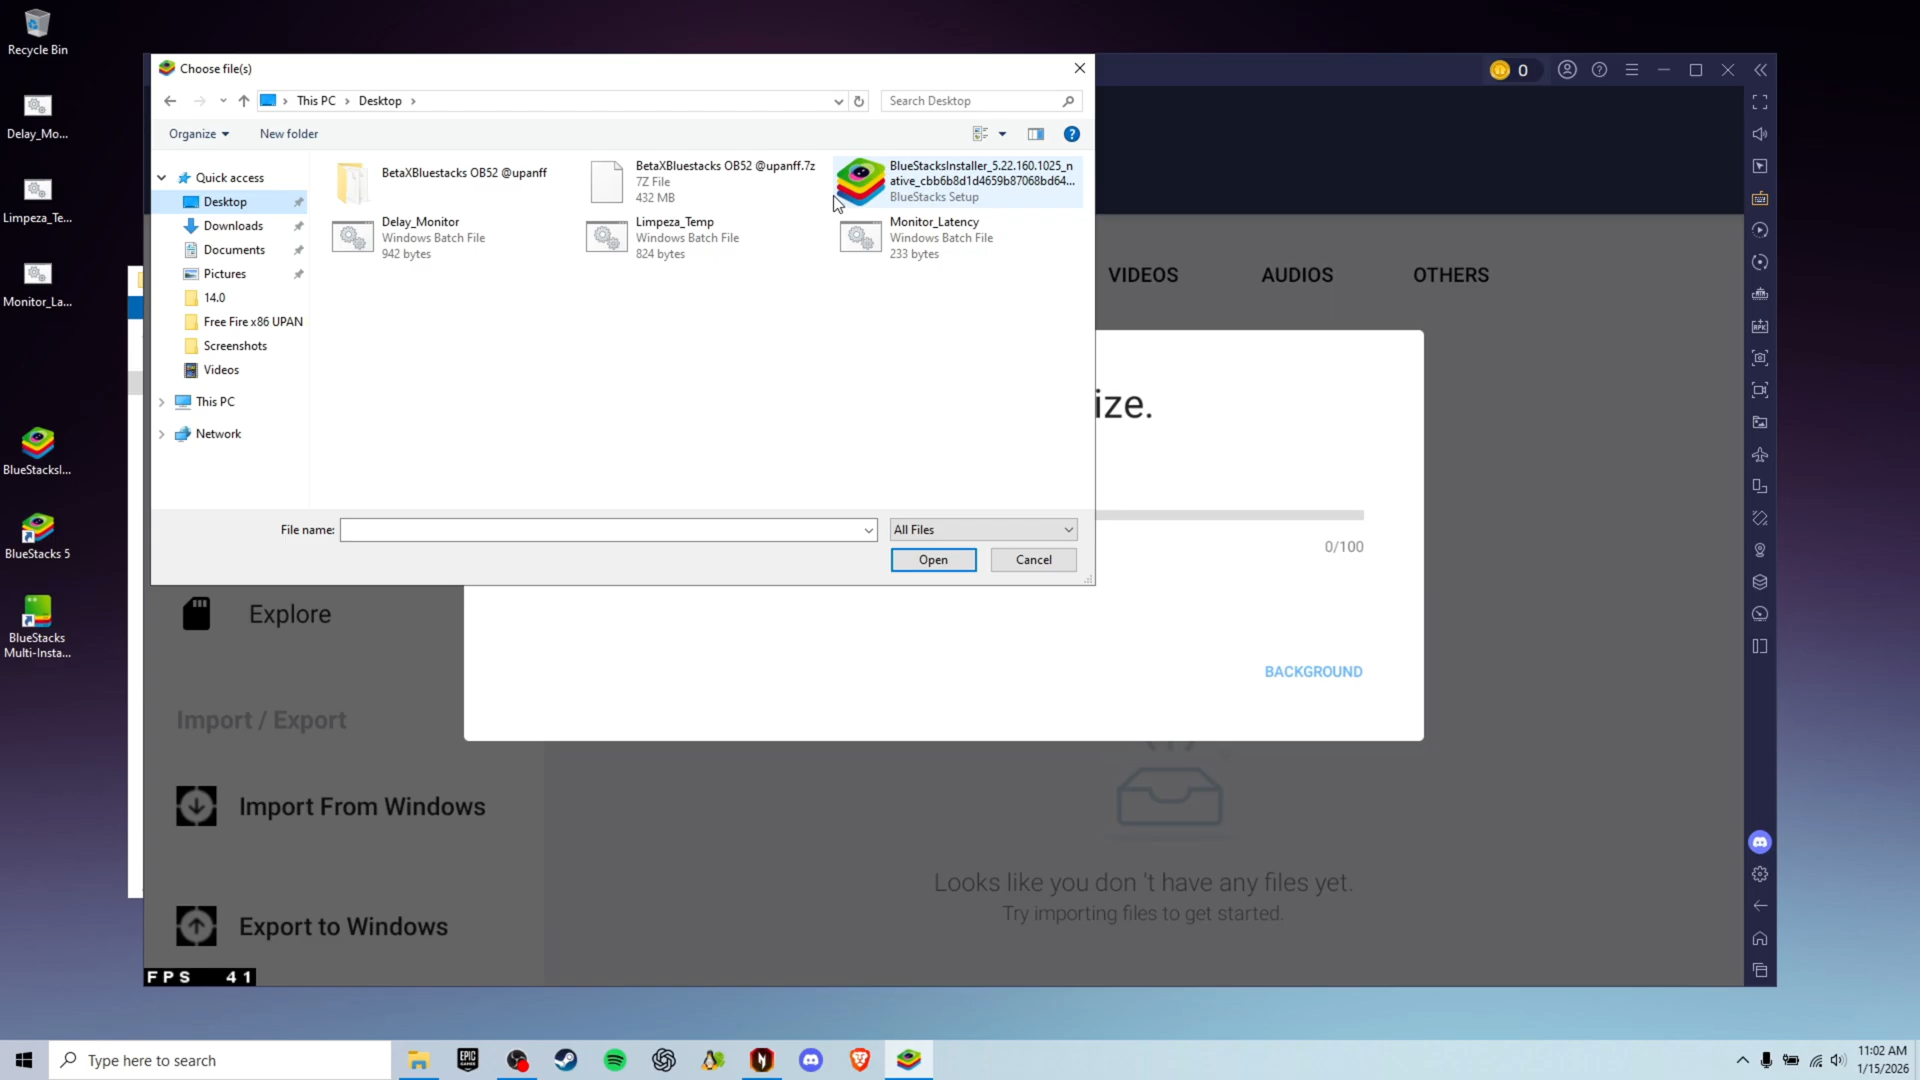 Recycle Bin
Delay_Mo...
Limpeza_Te...
Monitor_La...
BlueStacksI...
BlueStacks 5
BlueStacks
Multi-Insta...
Choose file(s)
This PC
Desktop
Search Desktop
Organize
New folder
Quick access
Desktop
Downloads
Documents
Pictures
14.0
Free Fire x86 UPAN
Screenshots
Videos
This PC
Network
BetaXBluestacks OB52 @upanff
BetaXBluestacks OB52 @upanff.7z
7Z File
432 MB
BlueStacksInstaller_5.22.160.1025_n
ative_cbb6b8d1d4659b87068bd64...
BlueStacks Setup
Delay_Monitor
Windows Batch File
942 bytes
Limpeza_Temp
Windows Batch File
824 bytes
Monitor_Latency
Windows Batch File
233 bytes
File name:
All Files
Open
Cancel
0
VIDEOS
AUDIOS
OTHERS
ize.
0/100
BACKGROUND
Explore
Import / Export
Import From Windows
Export to Windows
Looks like you don 't have any files yet.
Try importing files to get started.
FPS 41
Type here to search
EPIC
GAMES
11:02 AM
1/15/2026